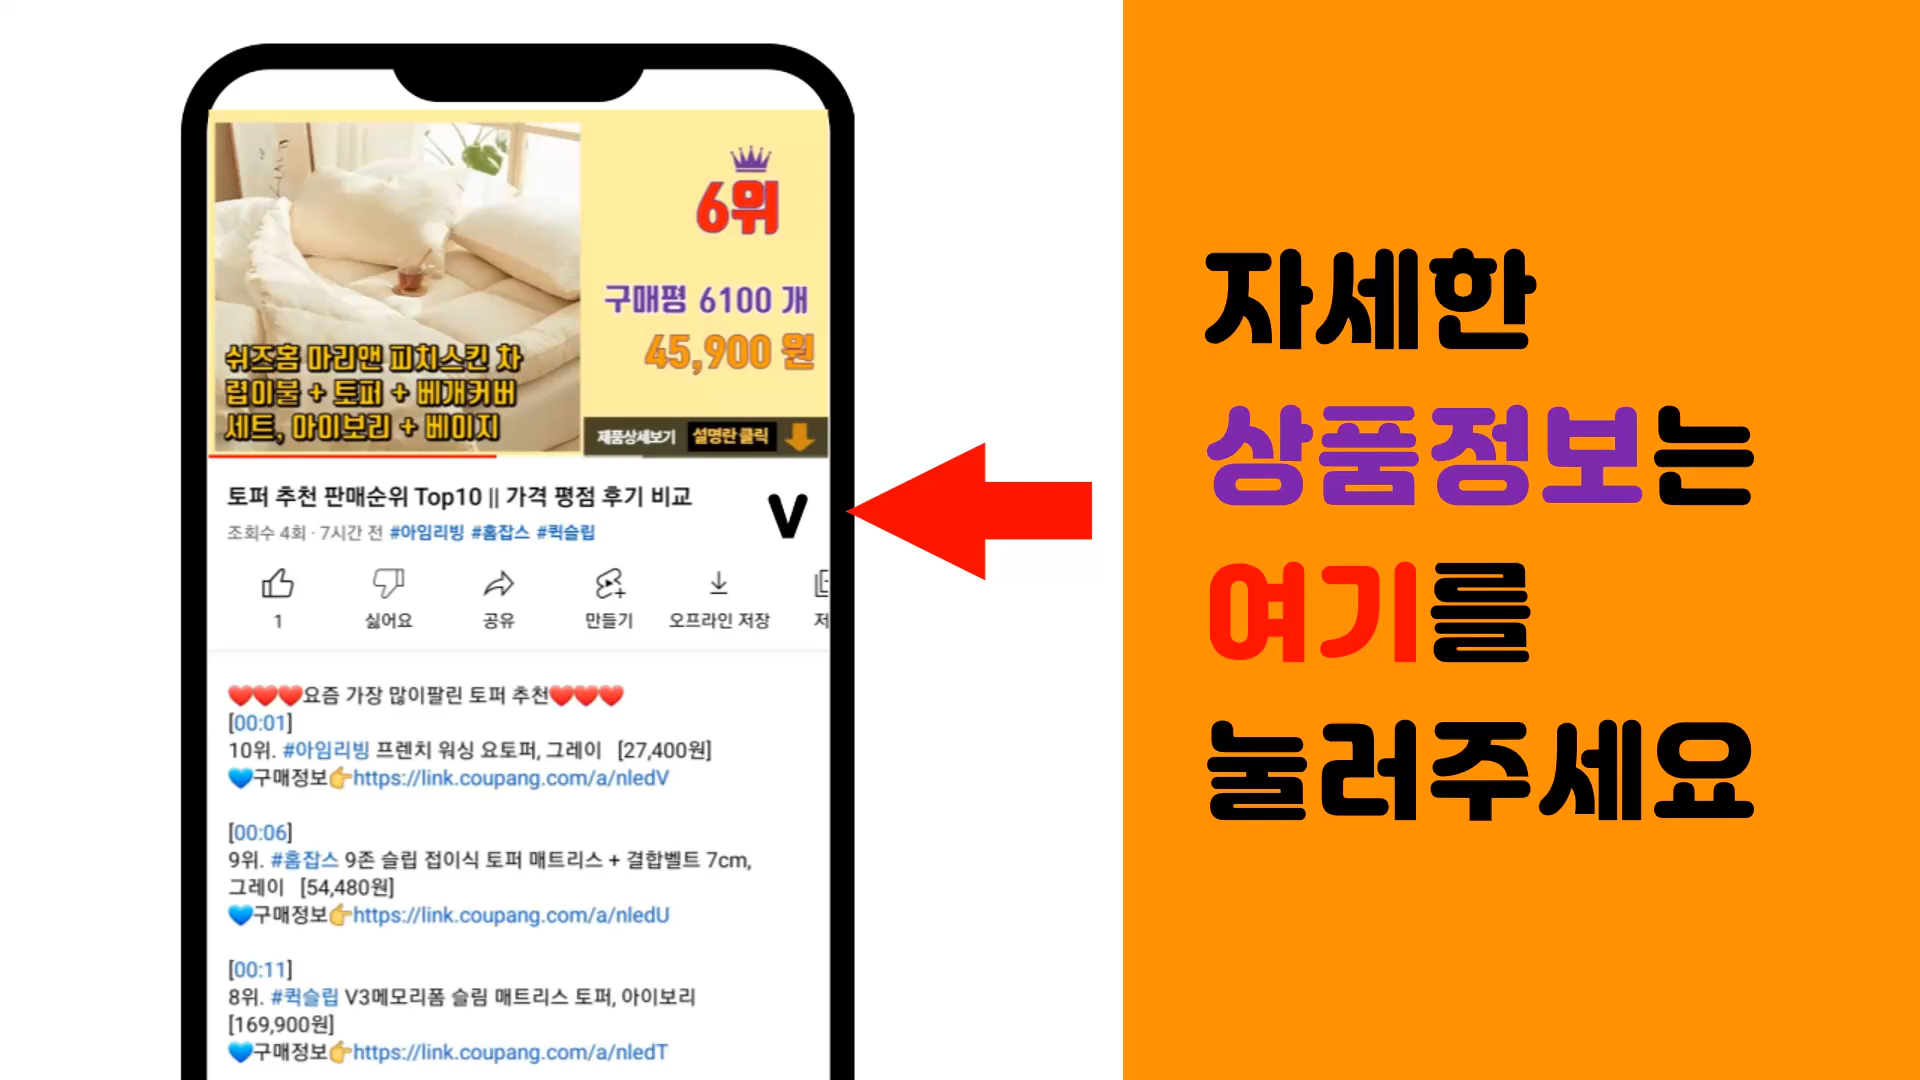 6위
구매평 6100 개
45,900 원
쉬즈홈 마리앤 피치스킨 차
렵이불 + 토퍼 + 베개커버
세트, 아이보리 + 베이지
제품상세보기 설명란 클릭
토퍼 추천 판매순위 Top10 || 가격 평점 후기 비교
V
조회수 4회 · 7시간 전 #아임리빙 #홈잡스 #퀵슬립
1 싫어요 공유 만들기 오프라인 저장 저
❤️❤️❤️요즘 가장 많이팔린 토퍼 추천❤️❤️❤️
[00:01]
10위. #아임리빙 프렌치 워싱 요토퍼, 그레이 [27,400원]
💙구매정보👉https://link.coupang.com/a/nledV
[00:06]
9위. #홈잡스 9존 슬립 접이식 토퍼 매트리스 + 결합벨트 7cm,
그레이 [54,480원]
💙구매정보👉https://link.coupang.com/a/nledU
[00:11]
8위. #퀵슬립 V3메모리폼 슬림 매트리스 토퍼, 아이보리
[169,900원]
💙구매정보👉https://link.coupang.com/a/nledT
자세한
상품정보는
여기를
눌러주세요